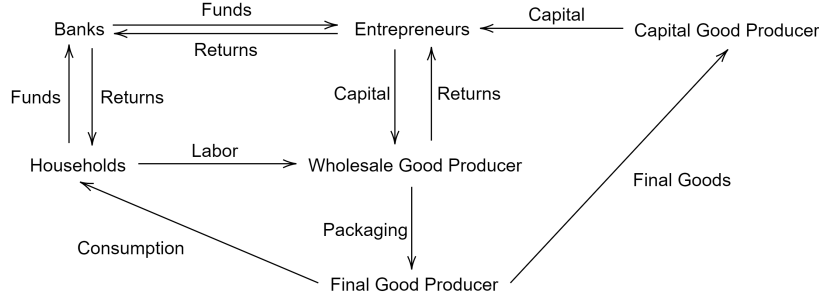 Funds
Capital
Banks
Entrepreneurs
Capital Good Producer
Returns
Funds
Returns
Capital
Returns
Labor
Households
Wholesale Good Producer
Final Goods
Packaging
Consumption
Final Good Producer